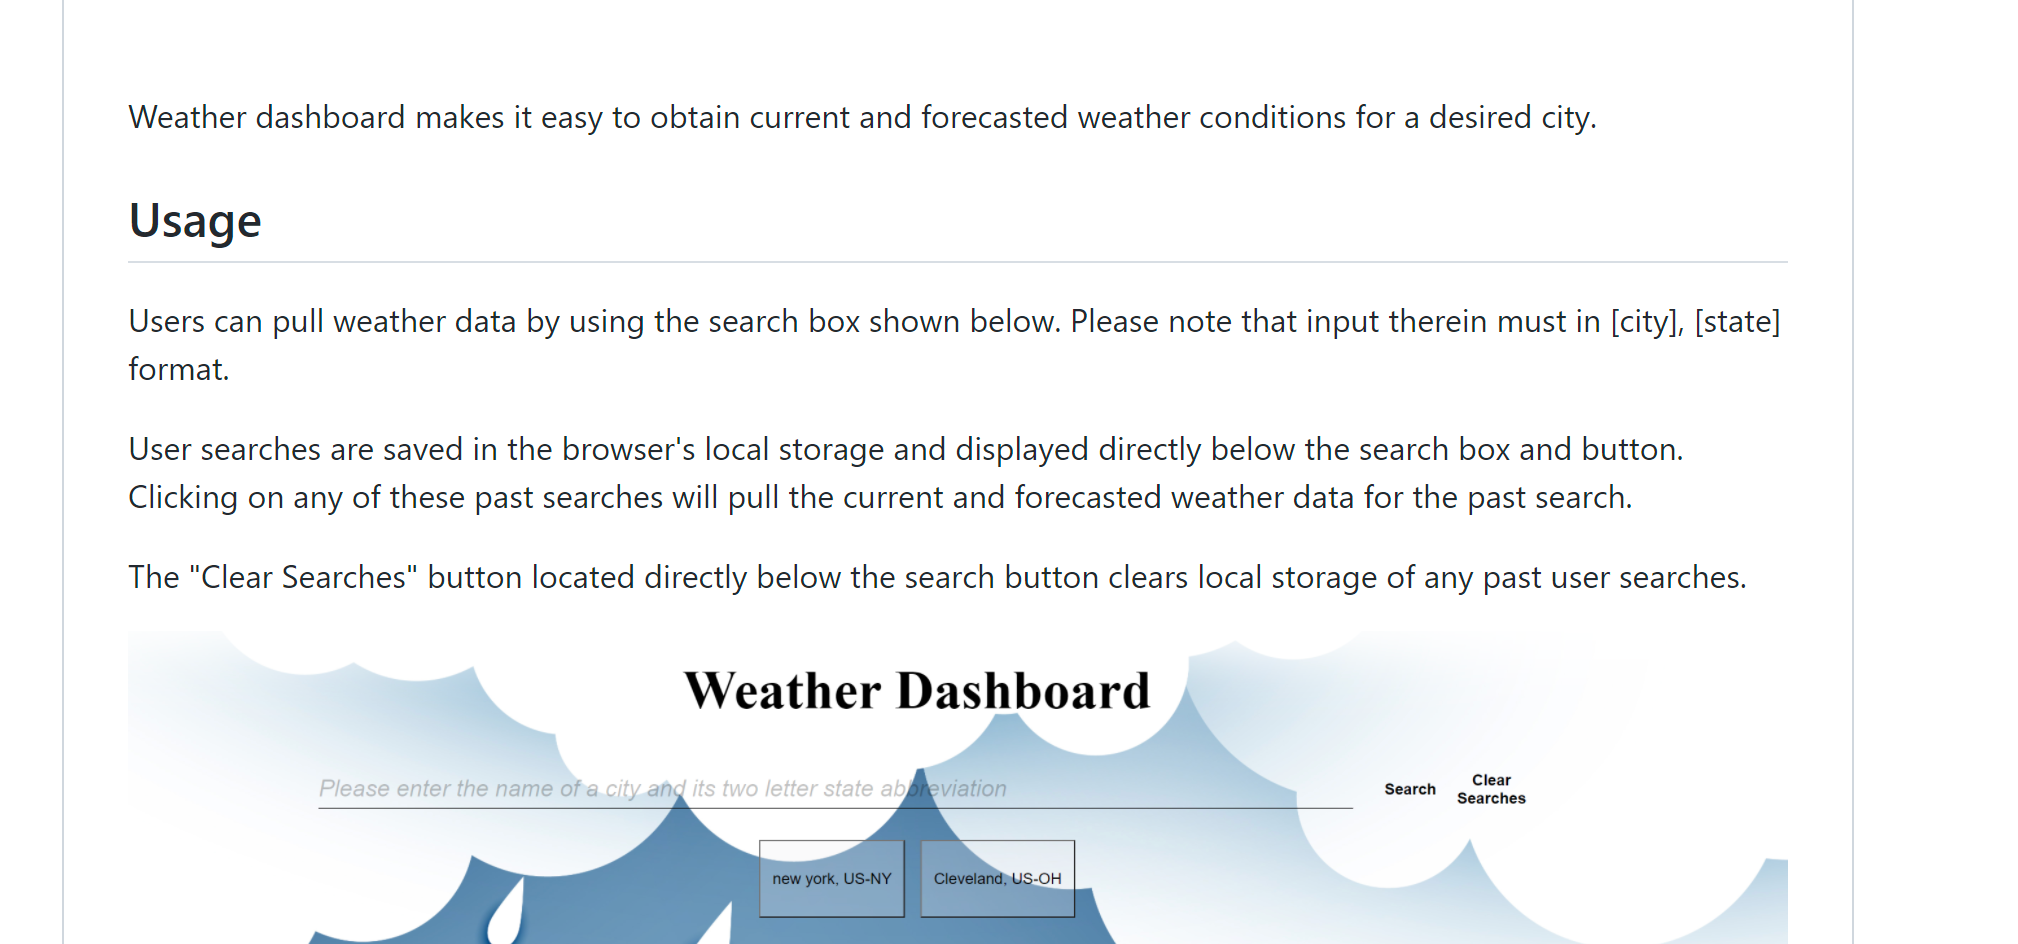 Weather dashboard makes it easy to obtain current and forecasted weather conditions for a desired city.
Usage
Users can pull weather data by using the search box shown below. Please note that input therein must in [city], [state]
format.
User searches are saved in the browser's local storage and displayed directly below the search box and button.
Clicking on any of these past searches will pull the current and forecasted weather data for the past search.
The "Clear Searches" button located directly below the search button clears local storage of any past user searches.
Weather Dashboard
Please enter the name of a city and its two letter state abbreviation
Search
Clear
Searches
new york, US-NY
Cleveland, US-OH